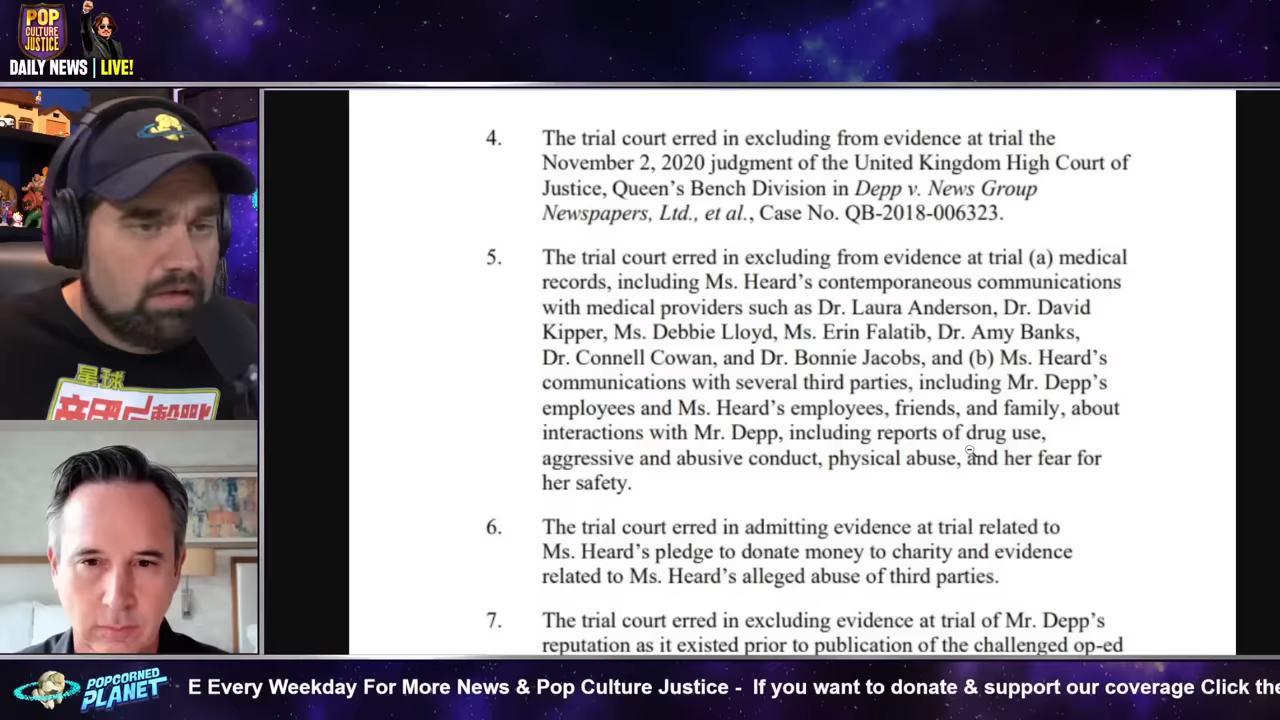 POP
CULTURE
JUSTICE
DAILY NEWS | LIVE!
4. The trial court erred in excluding from evidence at trial the
November 2, 2020 judgment of the United Kingdom High Court of
Justice, Queen's Bench Division in Depp v. News Group
Newspapers, Ltd., et al., Case No. QB-2018-006323.
5. The trial court erred in excluding from evidence at trial (a) medical
records, including Ms. Heard's contemporaneous communications
with medical providers such as Dr. Laura Anderson, Dr. David
Kipper, Ms. Debbie Lloyd, Ms. Erin Falatib, Dr. Amy Banks,
Dr. Connell Cowan, and Dr. Bonnie Jacobs, and (b) Ms. Heard's
communications with several third parties, including Mr. Depp's
employees and Ms. Heard's employees, friends, and family, about
interactions with Mr. Depp, including reports of drug use,
aggressive and abusive conduct, physical abuse, and her fear for
her safety.
6. The trial court erred in admitting evidence at trial related to
Ms. Heard's pledge to donate money to charity and evidence
related to Ms. Heard's alleged abuse of third parties.
7. The trial court erred in excluding evidence at trial of Mr. Depp's
reputation as it existed prior to publication of the challenged op-ed
星球
POPCORNED
PLANET
E Every Weekday For More News & Pop Culture Justice - If you want to donate & support our coverage Click the